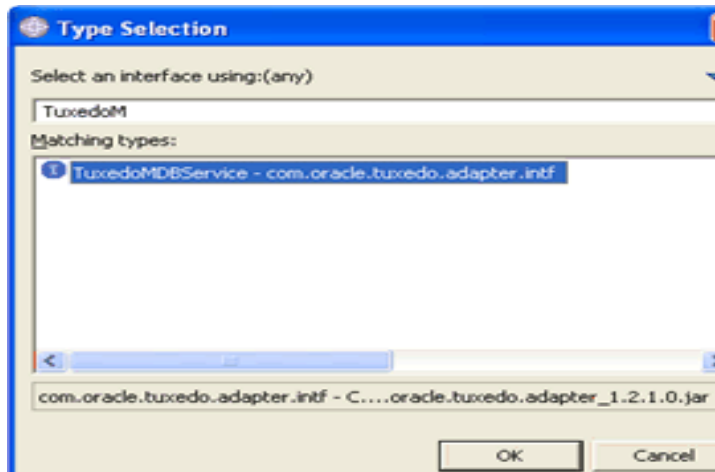 Type Selection
Select an interface using:(any)
TuxedoM
Matching types:
TuxedoMDBService - com.oracle.tuxedo.adapter.intf
com.oracle.tuxedo.adapter.intf - C....oracle.tuxedo.adapter_1.2.1.0.jar
OK
Cancel